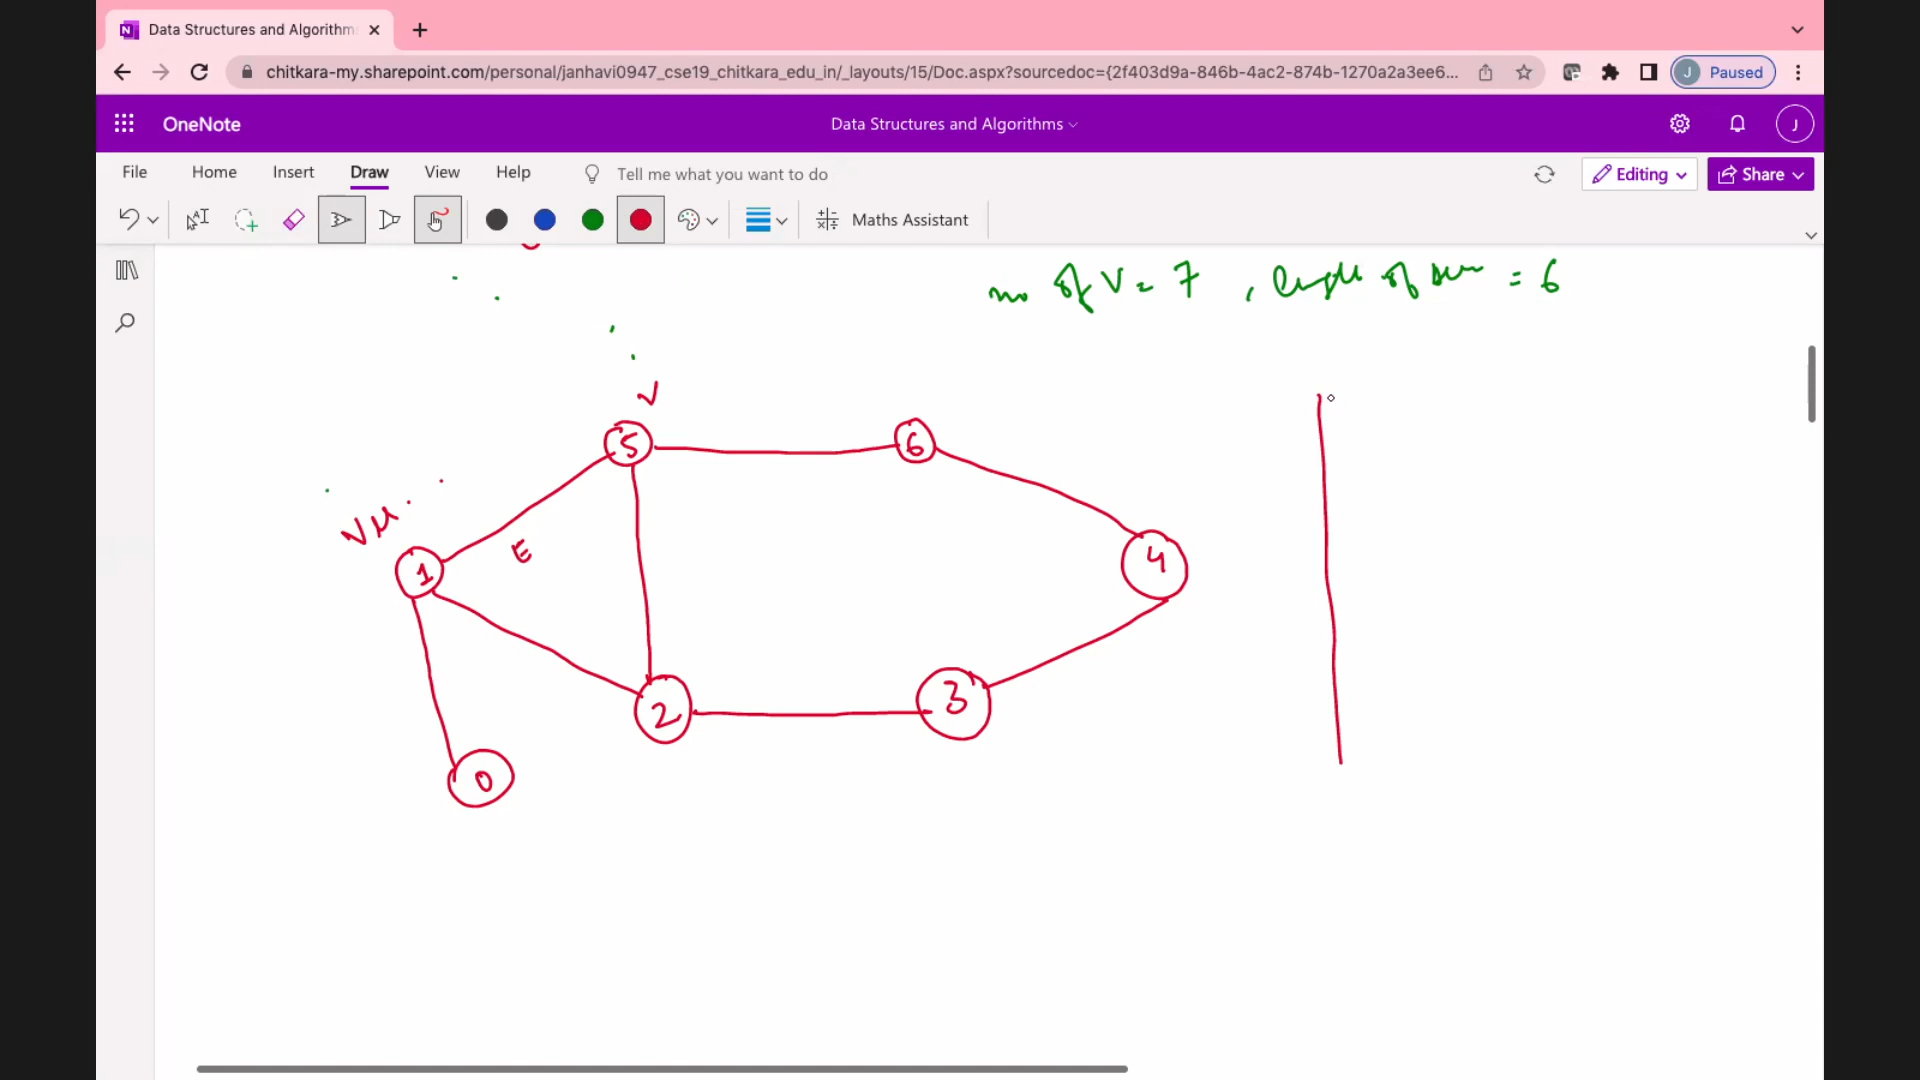 Data Structures and Algorithm
chitkara-my.sharepoint.com/personal/janhavi0947_cse19_chitkara_edu_in/_layouts/15/Doc.aspx?sourcedoc={2f403d9a-846b-4ac2-874b-1270a2a3ee6...
J Paused
OneNote
Data Structures and Algorithms
J
File Home Insert Draw View Help Tell me what you want to do
Editing Share
Maths Assistant
no of V = 7 , length of = 6
V
5 6
VU
E
1 4
2 3
0